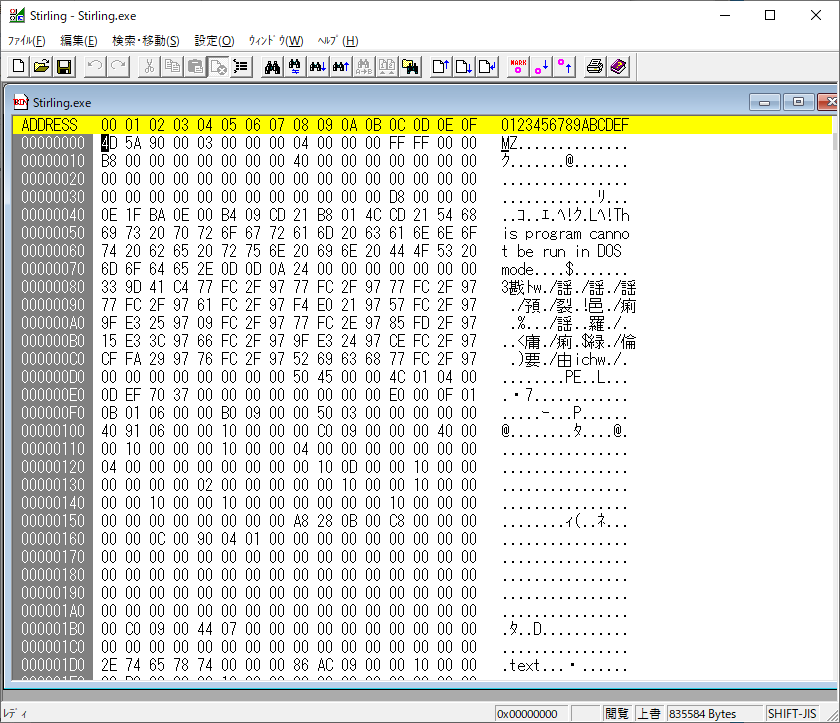 Stirling - Stirling.exe
ﾌｧｲﾙ(F) 編集(E) 検索・移動(S) 設定(O) ｳｨﾝﾄﾞｳ(W) ﾍﾙﾌﾟ(H)
MARK
Stirling.exe
ADDRESS 00 01 02 03 04 05 06 07 08 09 0A 0B 0C 0D 0E 0F 0123456789ABCDEF
00000000 4D 5A 90 00 03 00 00 00 04 00 00 00 FF FF 00 00 MZ..............
00000010 B8 00 00 00 00 00 00 00 40 00 00 00 00 00 00 00 ｸ.......@.......
00000020 00 00 00 00 00 00 00 00 00 00 00 00 00 00 00 00 ................
00000030 00 00 00 00 00 00 00 00 00 00 00 00 D8 00 00 00 ............ﾘ...
00000040 0E 1F BA 0E 00 B4 09 CD 21 B8 01 4C CD 21 54 68 ..ｺ..ｴ.ﾍ!ｸ.Lﾍ!Th
00000050 69 73 20 70 72 6F 67 72 61 6D 20 63 61 6E 6E 6F is program canno
00000060 74 20 62 65 20 72 75 6E 20 69 6E 20 44 4F 53 20 t be run in DOS
00000070 6D 6F 64 65 2E 0D 0D 0A 24 00 00 00 00 00 00 00 mode....$.......
00000080 33 9D 41 C4 77 FC 2F 97 77 FC 2F 97 77 FC 2F 97 3戡ﾄw./謡./謡./謡
00000090 77 FC 2F 97 61 FC 2F 97 F4 E0 21 97 57 FC 2F 97 ./預./裂.!邑./痢
000000A0 9F E3 25 97 09 FC 2F 97 77 FC 2E 97 85 FD 2F 97 .%.../謡..羅./.
000000B0 15 E3 3C 97 66 FC 2F 97 9F E3 24 97 CE FC 2F 97 .<庸./痢.$緑./倫
000000C0 CF FA 29 97 76 FC 2F 97 52 69 63 68 77 FC 2F 97 .)要./由ichw./.
000000D0 00 00 00 00 00 00 00 00 50 45 00 00 4C 01 04 00 ........PE..L...
000000E0 0D EF 70 37 00 00 00 00 00 00 00 00 E0 00 0F 01 .・7............
000000F0 0B 01 06 00 00 B0 09 00 00 50 03 00 00 00 00 00 .....ｰ...P......
00000100 40 91 06 00 00 10 00 00 00 C0 09 00 00 00 40 00 @........ﾀ....@.
00000110 00 10 00 00 00 10 00 00 04 00 00 00 00 00 00 00 ................
00000120 04 00 00 00 00 00 00 00 00 10 0D 00 00 10 00 00 ................
00000130 00 00 00 00 02 00 00 00 00 00 10 00 00 10 00 00 ................
00000140 00 00 10 00 00 10 00 00 00 00 00 00 10 00 00 00 ................
00000150 00 00 00 00 00 00 00 00 A8 28 0B 00 C8 00 00 00 ........ｨ(..ﾈ...
00000160 00 00 0C 00 90 04 01 00 00 00 00 00 00 00 00 00 ................
00000170 00 00 00 00 00 00 00 00 00 00 00 00 00 00 00 00 ................
00000180 00 00 00 00 00 00 00 00 00 00 00 00 00 00 00 00 ................
00000190 00 00 00 00 00 00 00 00 00 00 00 00 00 00 00 00 ................
000001A0 00 00 00 00 00 00 00 00 00 00 00 00 00 00 00 00 ................
000001B0 00 C0 09 00 44 07 00 00 00 00 00 00 00 00 00 00 .ﾀ..D...........
000001C0 00 00 00 00 00 00 00 00 00 00 00 00 00 00 00 00 ................
000001D0 2E 74 65 78 74 00 00 00 86 AC 09 00 00 10 00 00 .text...・......
ﾚﾃﾞｨ 0x00000000 閲覧 上書 835584 Bytes SHIFT-JIS